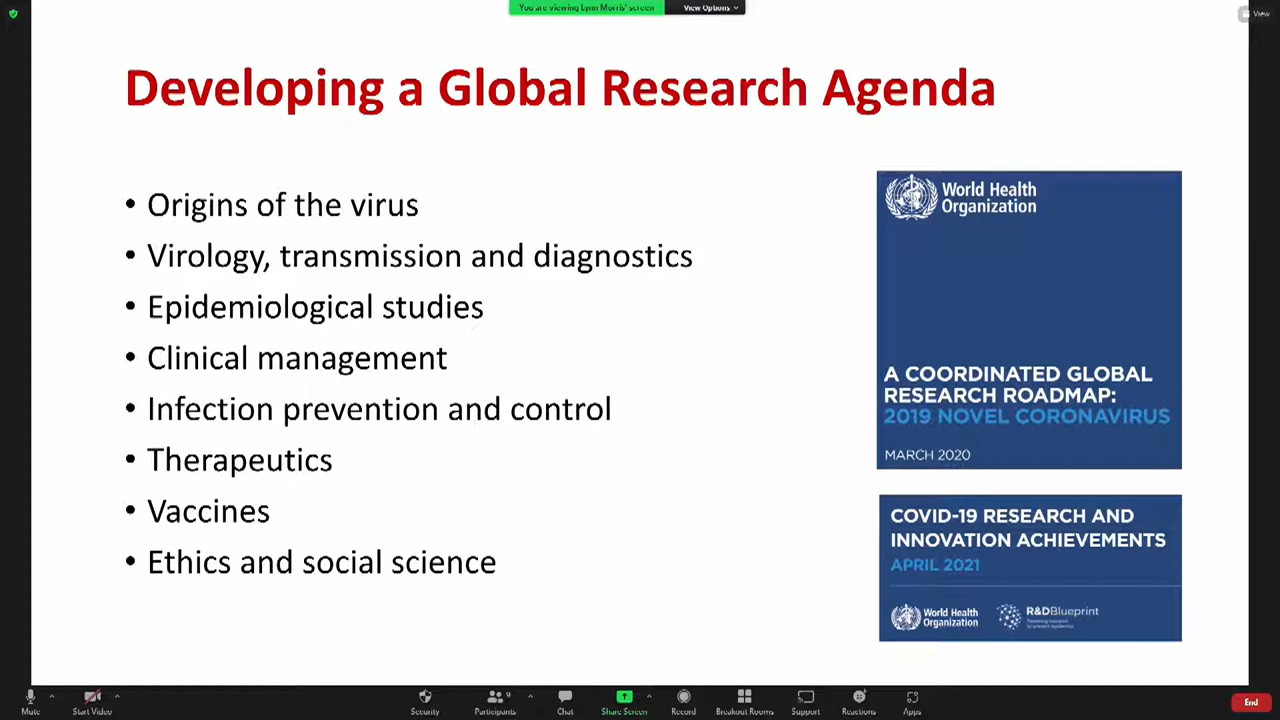 You are viewing Lynn Morris' screen
View Options
View
Developing a Global Research Agenda
• Origins of the virus
• Virology, transmission and diagnostics
• Epidemiological studies
• Clinical management
• Infection prevention and control
• Therapeutics
• Vaccines
• Ethics and social science
World Health
Organization
A COORDINATED GLOBAL
RESEARCH ROADMAP:
2019 NOVEL CORONAVIRUS
MARCH 2020
COVID-19 RESEARCH AND
INNOVATION ACHIEVEMENTS
APRIL 2021
World Health
Organization
R&DBlueprint
Mute
Start Video
Security
Participants
Chat
Share Screen
Record
Breakout Rooms
Support
Reactions
Apps
End